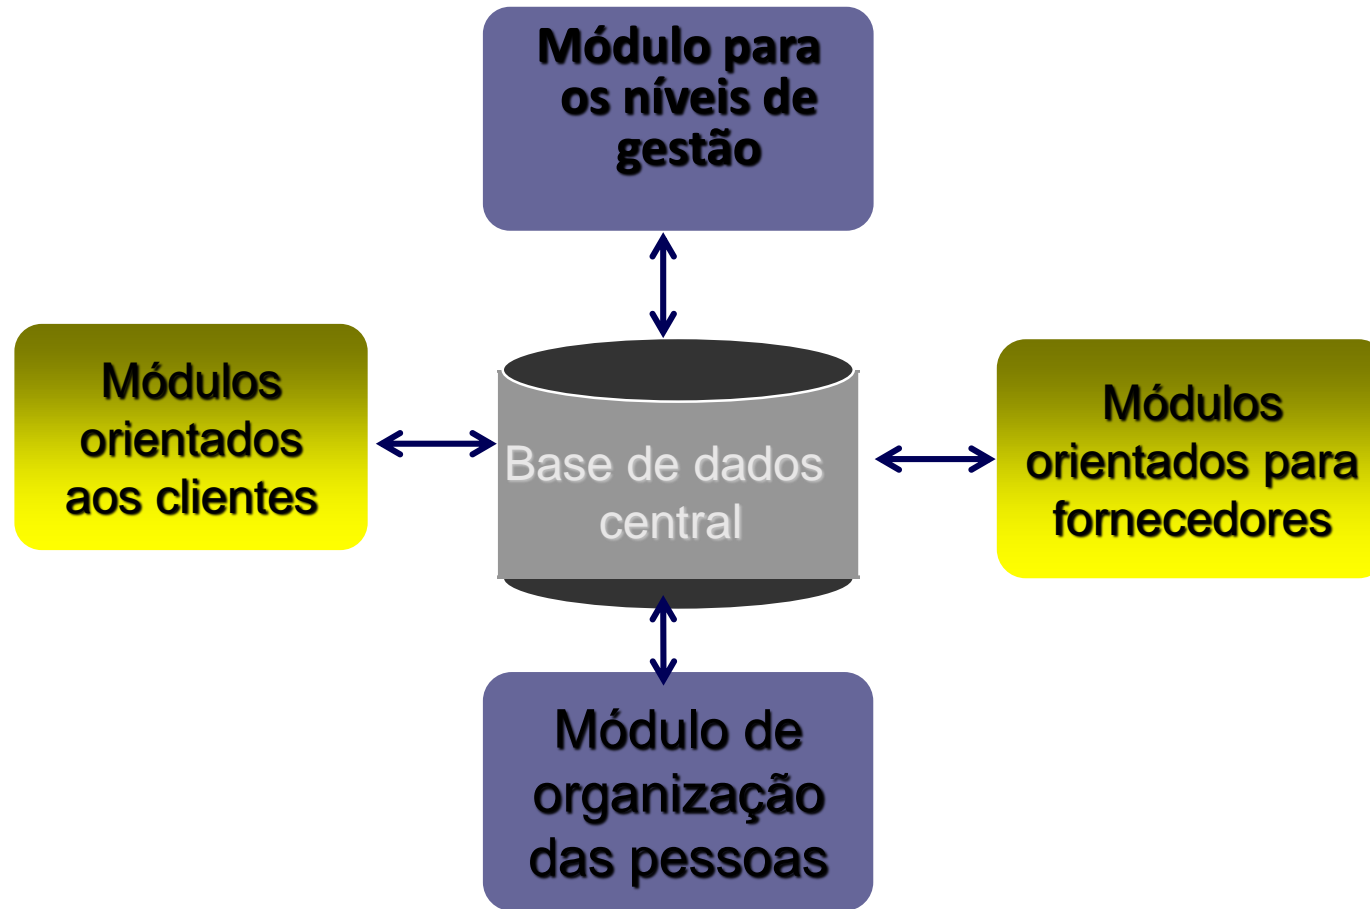 Módulo para
os níveis de
gestão
Módulos
orientados
aos clientes
Base de dados
central
Módulos
orientados para
fornecedores
Módulo de
organização
das pessoas